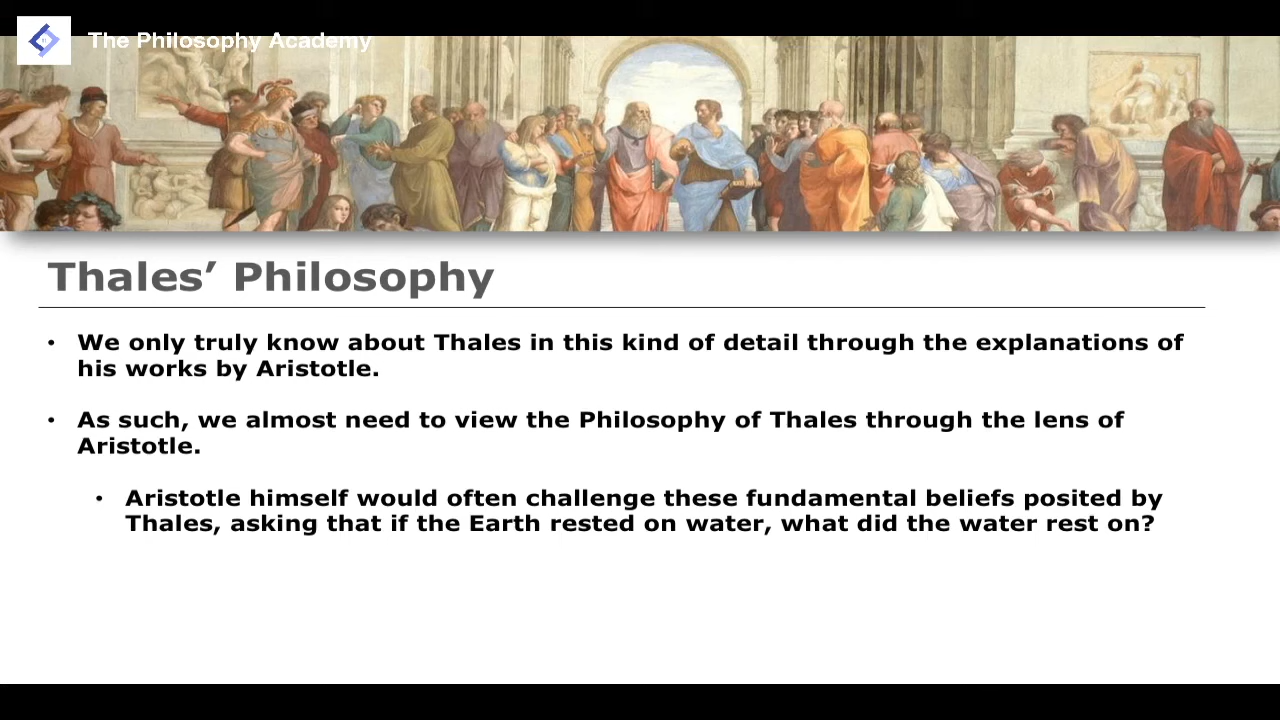 The Philosophy Academy
Thales’ Philosophy
• We only truly know about Thales in this kind of detail through the explanations of
his works by Aristotle.
• As such, we almost need to view the Philosophy of Thales through the lens of
Aristotle.
• Aristotle himself would often challenge these fundamental beliefs posited by
Thales, asking that if the Earth rested on water, what did the water rest on?